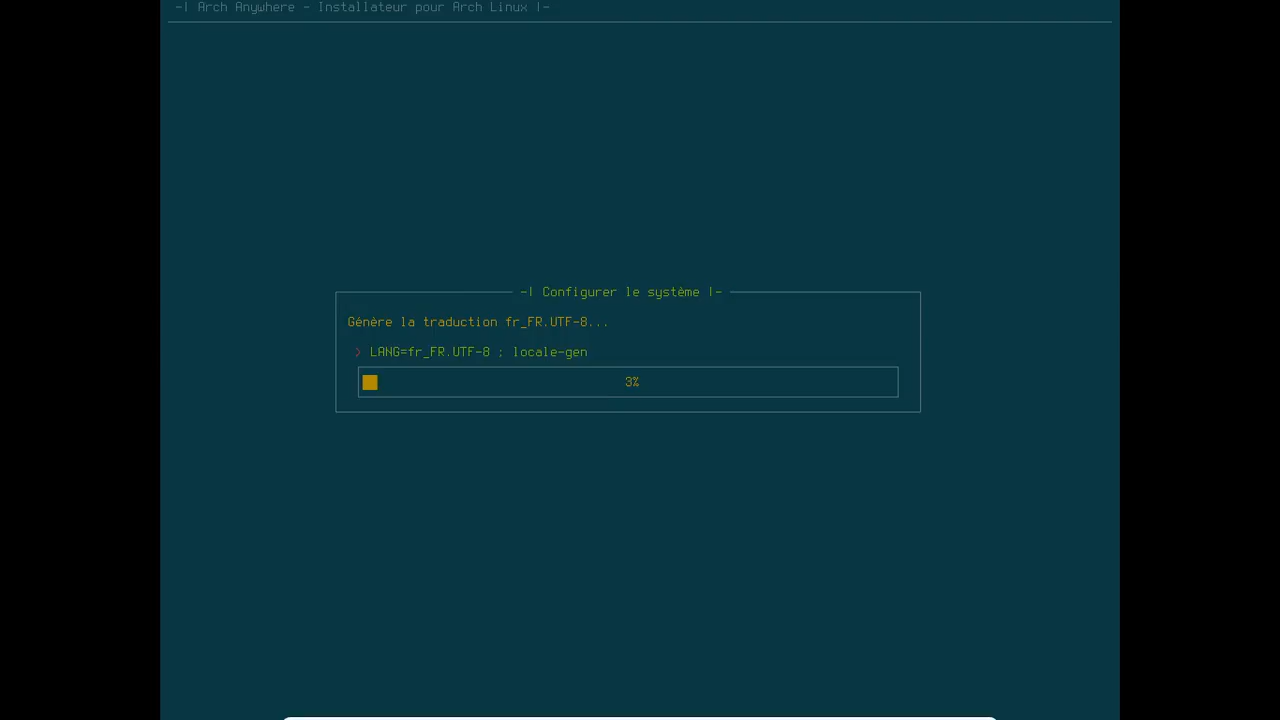 -| Arch Anywhere - Installateur pour Arch Linux |-
-| Configurer le système |-
Génère la traduction fr_FR.UTF-8...
> LANG=fr_FR.UTF-8 ; locale-gen
3%